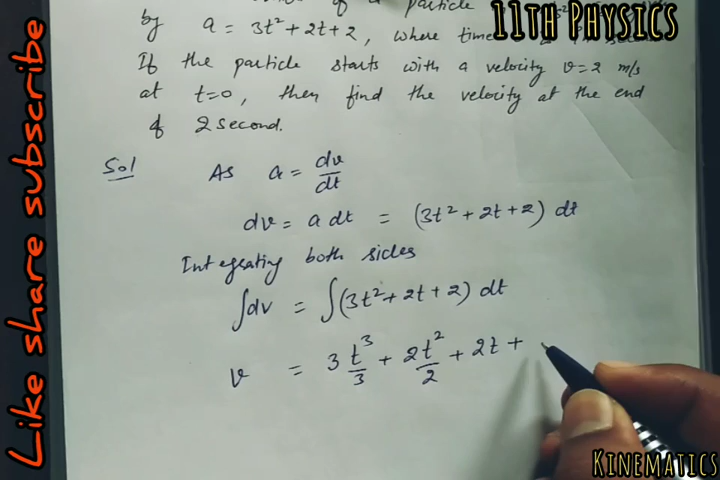 of a particle
11th Physics
by a = 3t² + 2t + 2, where time
If the particle starts with a velocity v = 2 m/s
at t=0, then find the velocity at the end
of 2 second.
Sol As a = dv/dt
dv = a dt = (3t² + 2t + 2) dt
Integrating both sides
∫dv = ∫(3t² + 2t + 2) dt
v = 3 t³/3 + 2t²/2 + 2t +
Like share subscribe
Kinematics